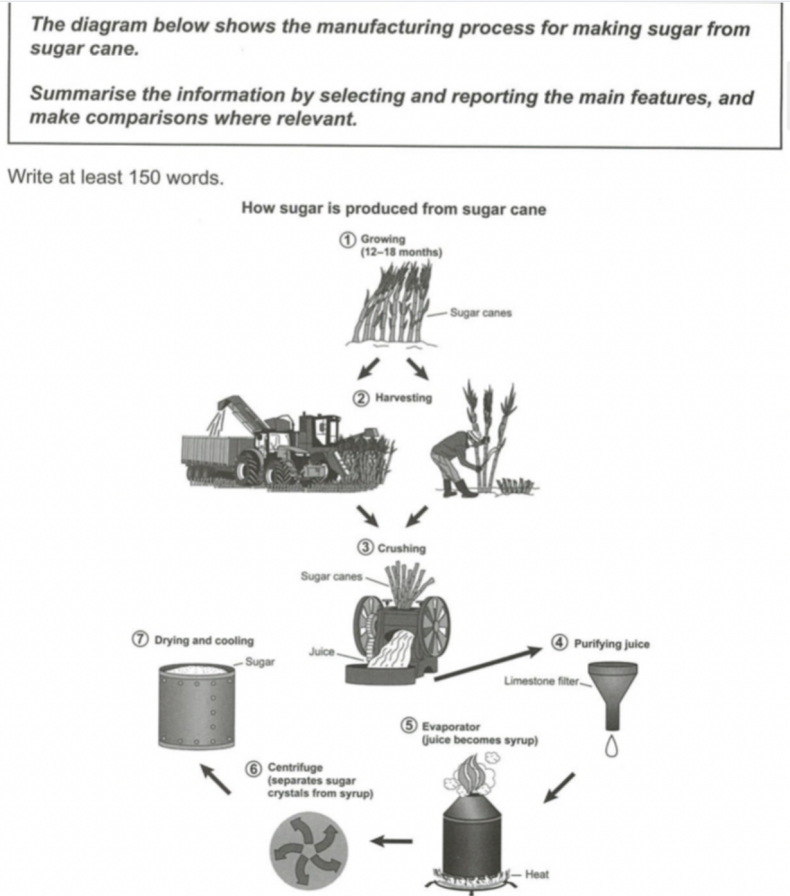 The diagram below shows the manufacturing process for making sugar from
sugar cane.
Summarise the information by selecting and reporting the main features, and
make comparisons where relevant.
Write at least 150 words.
How sugar is produced from sugar cane
① Growing
(12–18 months)
Sugar canes
② Harvesting
③ Crushing
Sugar canes
Juice
④ Purifying juice
Limestone filter
⑤ Evaporator
(juice becomes syrup)
Heat
⑥ Centrifuge
(separates sugar
crystals from syrup)
⑦ Drying and cooling
Sugar